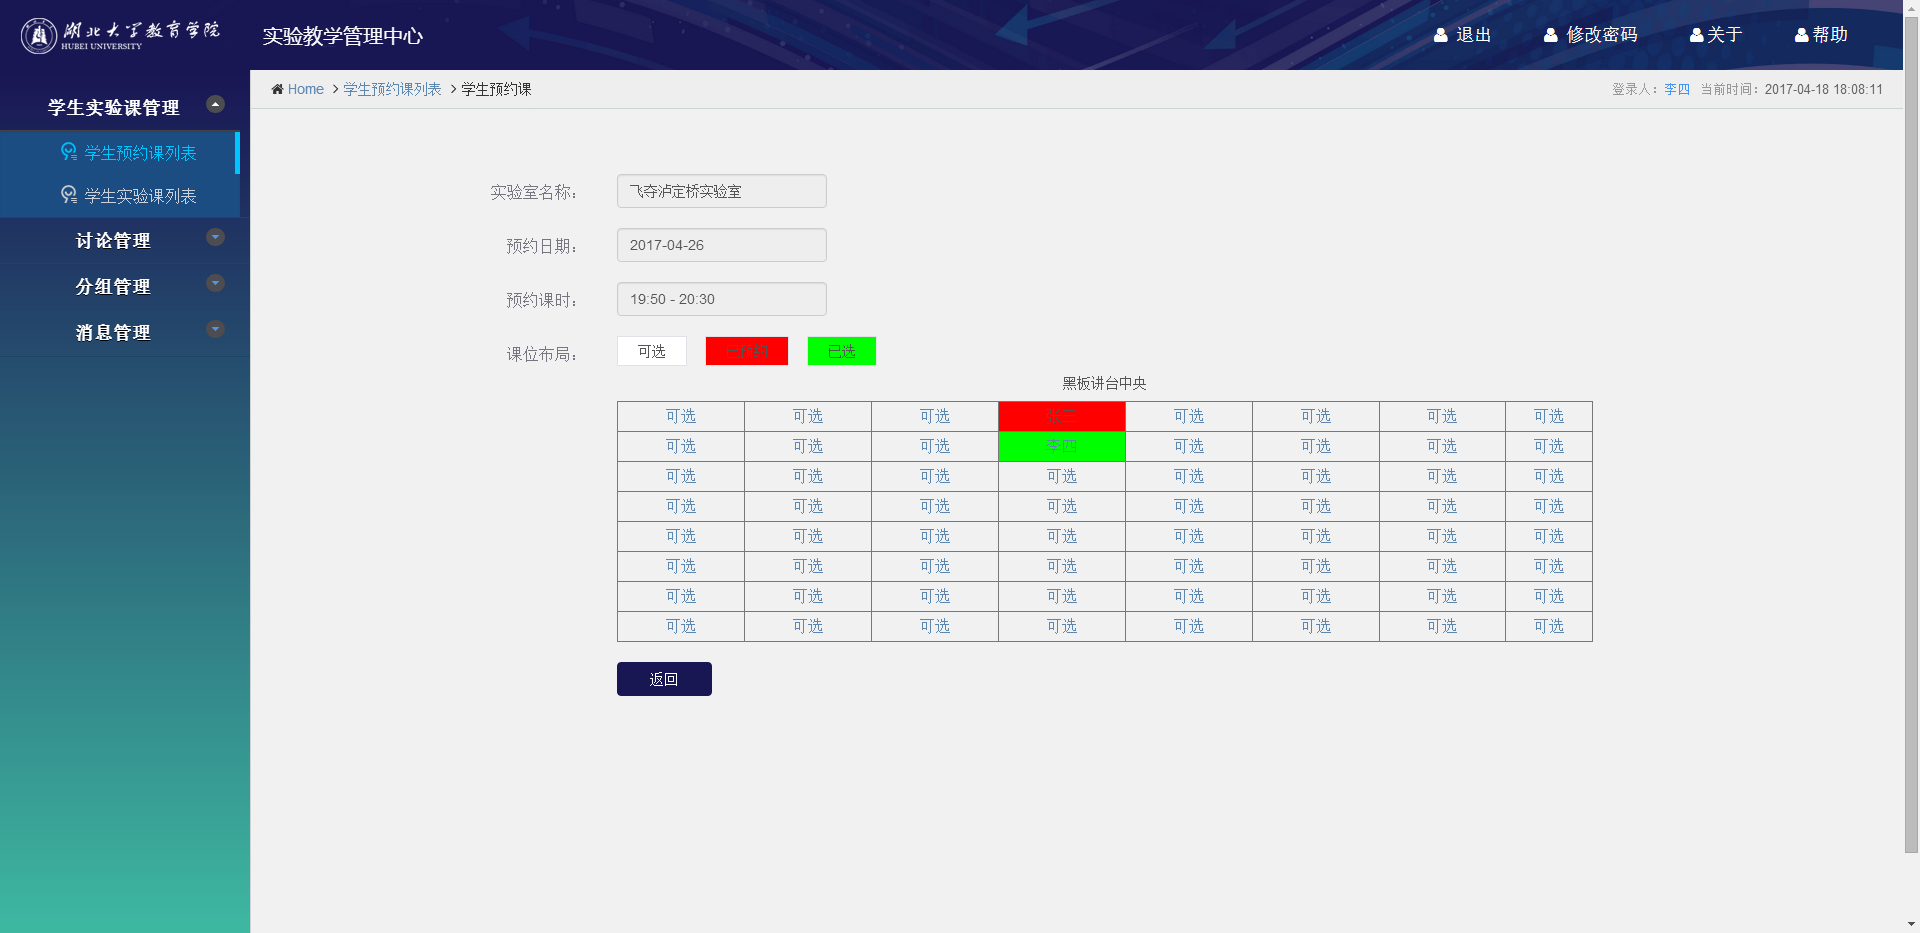 湖北大学教育学院
HUBEI UNIVERSITY
实验教学管理中心
退出 修改密码 关于 帮助
Home 学生预约课列表 学生预约课
登录人：李四 当前时间：2017-04-18 18:08:11
学生实验课管理
学生预约课列表
学生实验课列表
讨论管理
分组管理
消息管理
实验室名称： 飞夺泸定桥实验室
预约日期： 2017-04-26
预约课时： 19:50 - 20:30
课位布局： 可选 已选
黑板讲台中央
可选 可选 可选 张三 可选 可选 可选 可选
可选 可选 可选 李四 可选 可选 可选 可选
可选 可选 可选 可选 可选 可选 可选 可选
可选 可选 可选 可选 可选 可选 可选 可选
可选 可选 可选 可选 可选 可选 可选 可选
可选 可选 可选 可选 可选 可选 可选 可选
可选 可选 可选 可选 可选 可选 可选 可选
可选 可选 可选 可选 可选 可选 可选 可选
返回